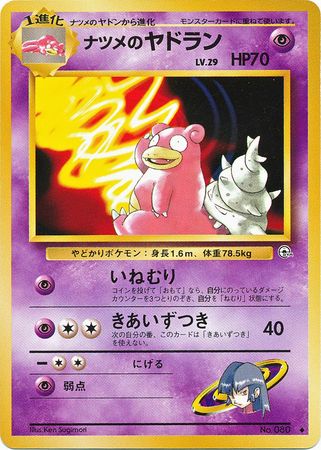 1進化
ナツメのヤドンから進化
モンスターカードに重ねて使います。
ナツメのヤドラン
LV.29 HP70
やどかりポケモン：身長1.6m、体重78.5kg
いねむり
コインを投げて「おもて」なら、自分にのっているダメージ
カウンターを3つとりのぞき、自分を「ねむり」状態にする。
きあいずつき 40
次の自分の番、このカードは「きあいずつき」
を使えない。
にげる
弱点
Illus. Ken Sugimori
No. 080